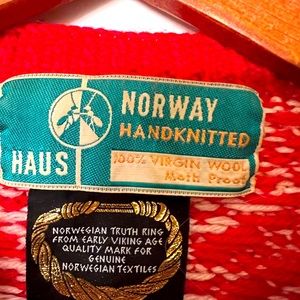 NORWAY
HANDKNITTED
HAUS
100% VIRGIN WOOL
Moth Proof
NORWEGIAN TRUTH RING
FROM EARLY VIKING AGE
QUALITY MARK FOR
GENUINE
NORWEGIAN TEXTILES